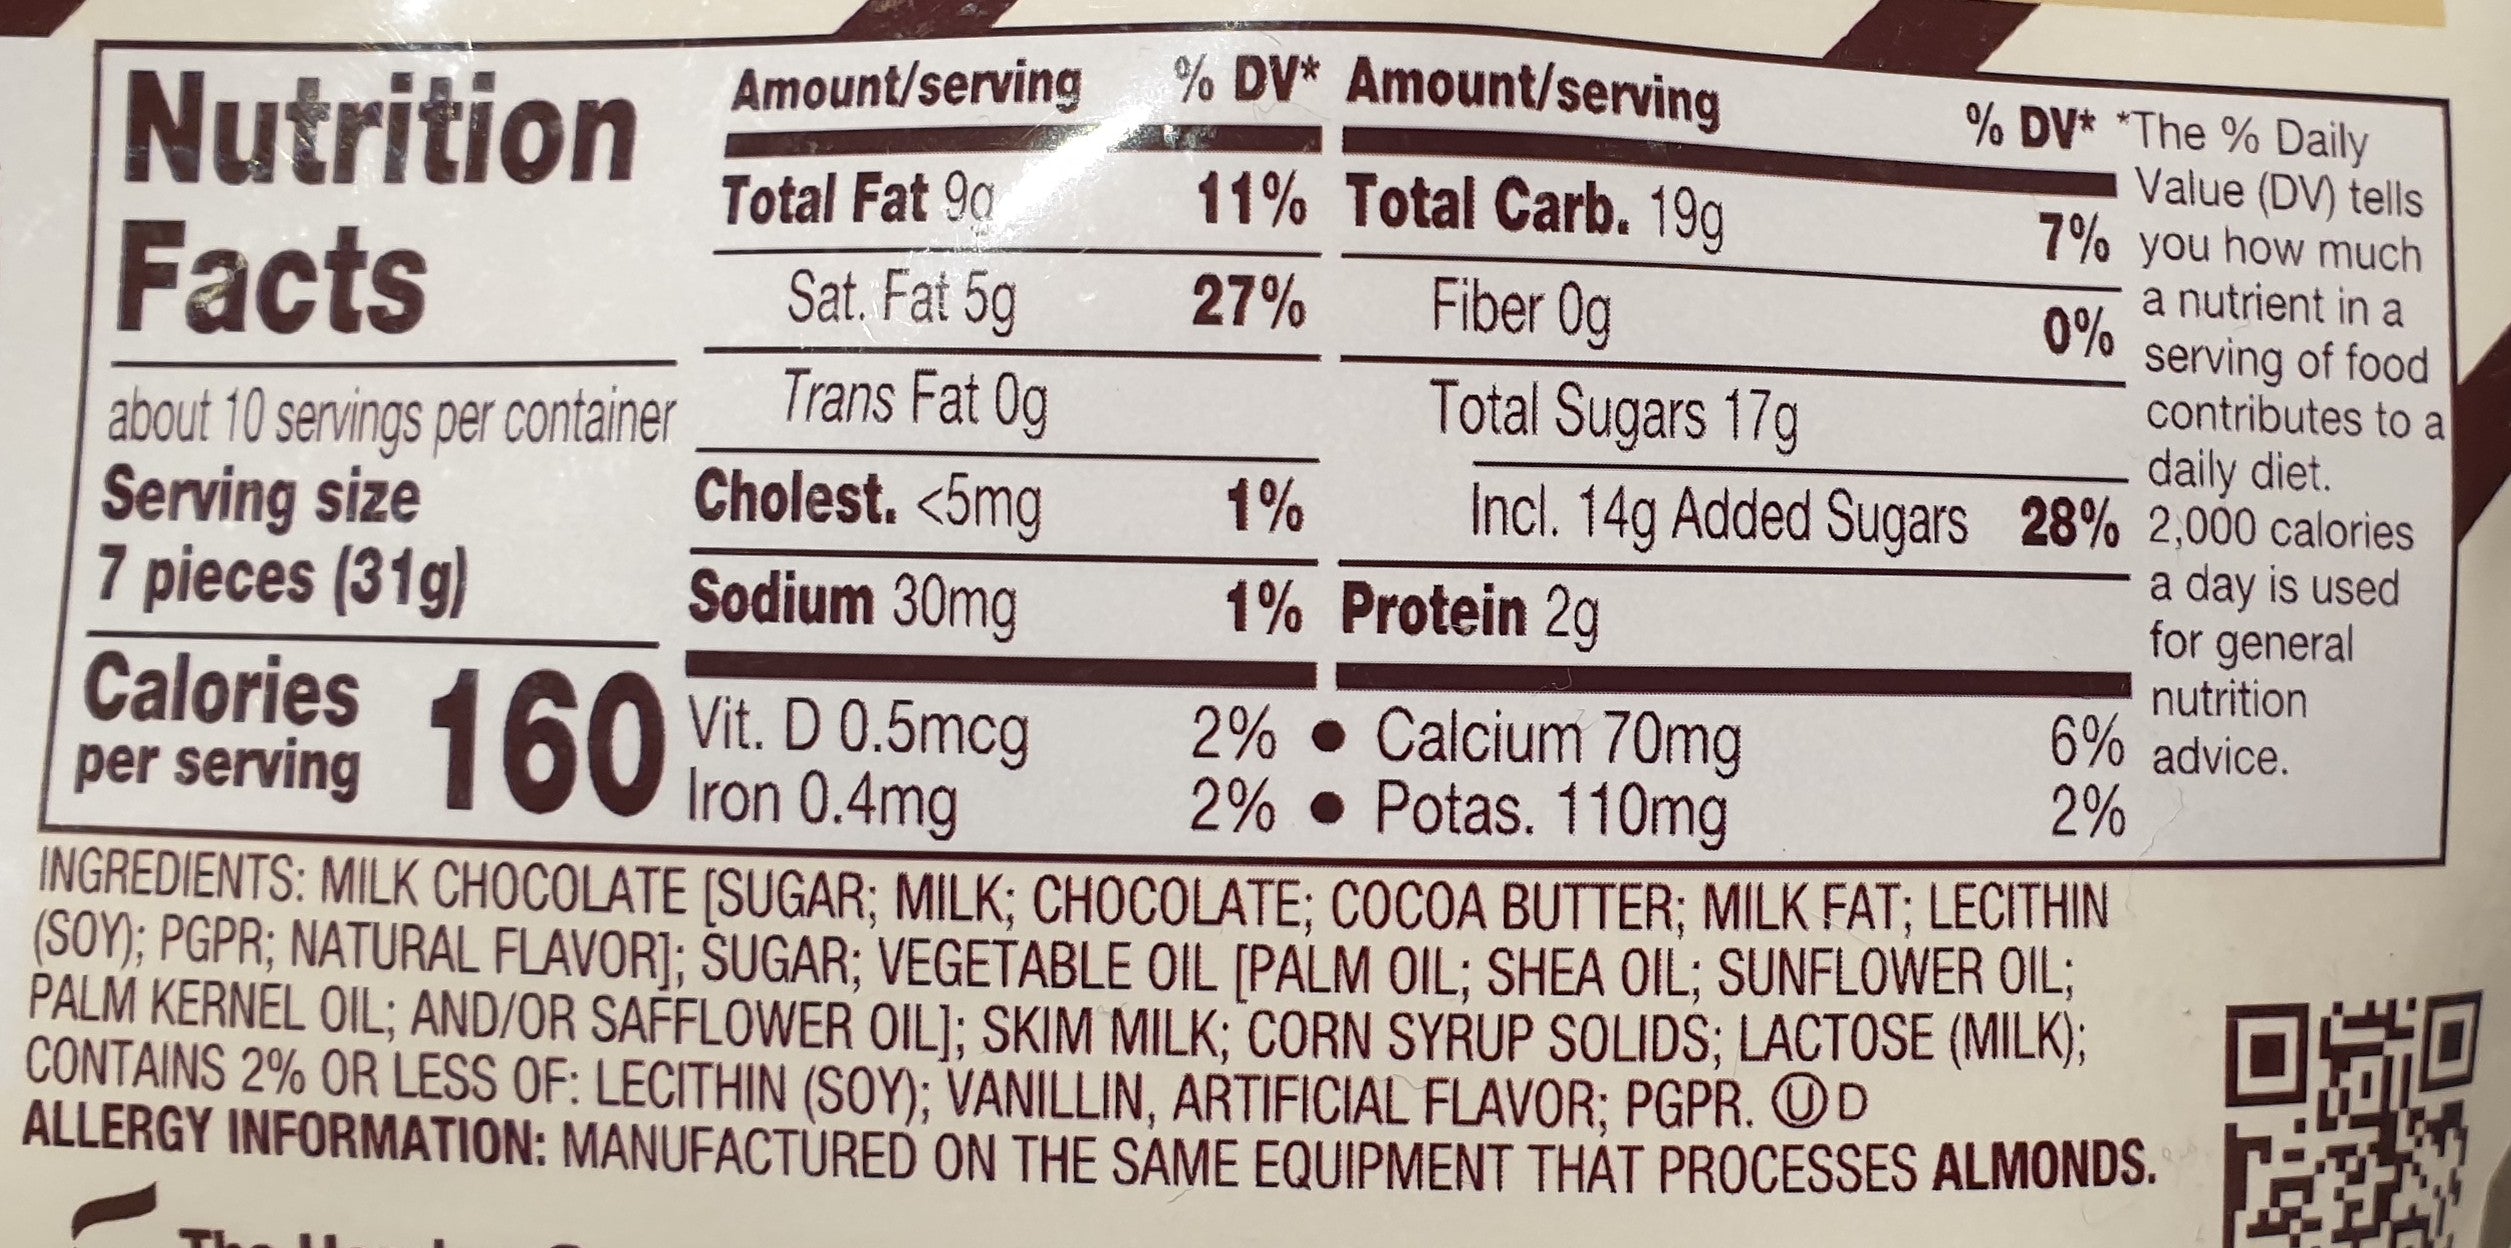 Nutrition
Facts
about 10 servings per container
Serving size
7 pieces (31g)
Calories
per serving
160
Amount/serving % DV*
Total Fat 9g 11%
Sat. Fat 5g 27%
Trans Fat 0g
Cholest. <5mg 1%
Sodium 30mg 1%
Amount/serving % DV*
Total Carb. 19g 7%
Fiber 0g 0%
Total Sugars 17g
Incl. 14g Added Sugars 28%
Protein 2g
Vit. D 0.5mcg 2% • Calcium 70mg 6%
Iron 0.4mg 2% • Potas. 110mg 2%
*The % Daily
Value (DV) tells
you how much
a nutrient in a
serving of food
contributes to a
daily diet.
2,000 calories
a day is used
for general
nutrition
advice.
INGREDIENTS: MILK CHOCOLATE [SUGAR; MILK; CHOCOLATE; COCOA BUTTER; MILK FAT; LECITHIN
(SOY); PGPR; NATURAL FLAVOR]; SUGAR; VEGETABLE OIL [PALM OIL; SHEA OIL; SUNFLOWER OIL;
PALM KERNEL OIL; AND/OR SAFFLOWER OIL]; SKIM MILK; CORN SYRUP SOLIDS; LACTOSE (MILK);
CONTAINS 2% OR LESS OF: LECITHIN (SOY); VANILLIN, ARTIFICIAL FLAVOR; PGPR. Ⓤ D
ALLERGY INFORMATION: MANUFACTURED ON THE SAME EQUIPMENT THAT PROCESSES ALMONDS.
The